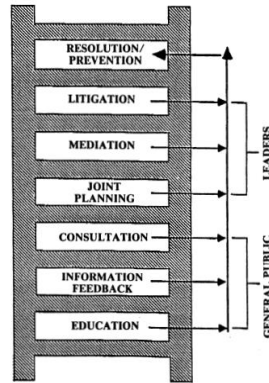 RESOLUTION/
PREVENTION
LITIGATION
MEDIATION
JOINT
PLANNING
CONSULTATION
INFORMATION
FEEDBACK
EDUCATION
LEADERS
GENERAL PUBLIC